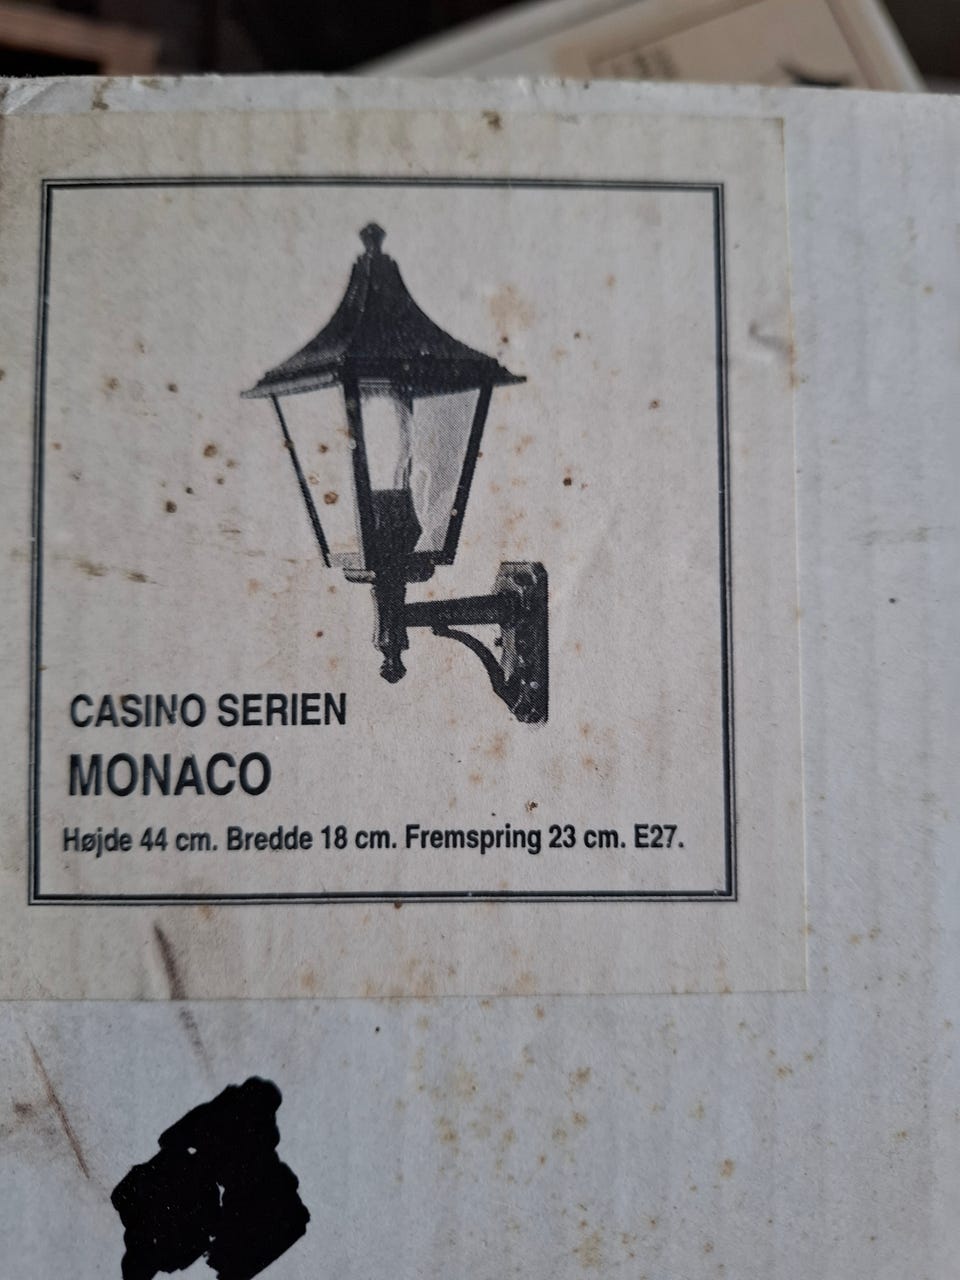 CASINO SERIEN
MONACO
Højde 44 cm. Bredde 18 cm. Fremspring 23 cm. E27.